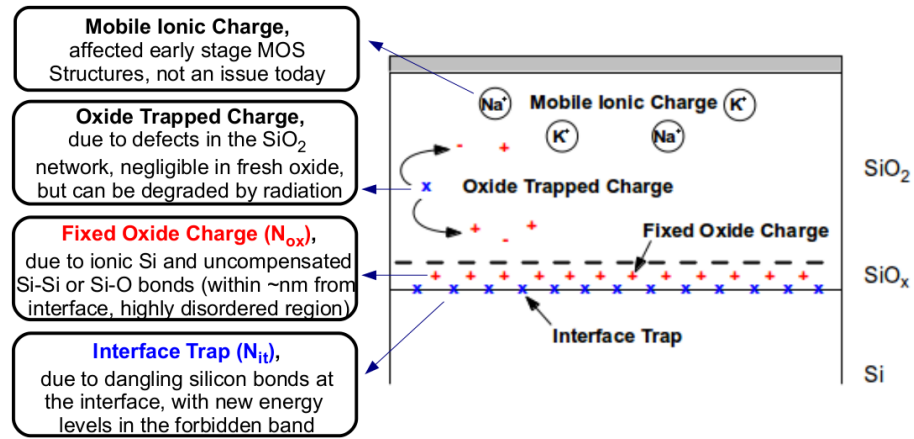 Mobile Ionic Charge,
affected early stage MOS
Structures, not an issue today
Oxide Trapped Charge,
due to defects in the SiO₂
network, negligible in fresh oxide,
but can be degraded by radiation
Fixed Oxide Charge (Nₒₓ),
due to ionic Si and uncompensated
Si-Si or Si-O bonds (within ~nm from
interface, highly disordered region)
Interface Trap (Nᵢₜ),
due to dangling silicon bonds at
the interface, with new energy
levels in the forbidden band
Na⁺ Mobile Ionic Charge K⁺
K⁺ Na⁺
- +
x Oxide Trapped Charge
+ - +
Fixed Oxide Charge
+ + + + + + + + + + + +
x x x x x x x x x x x x
Interface Trap
SiO₂
SiOₓ
Si